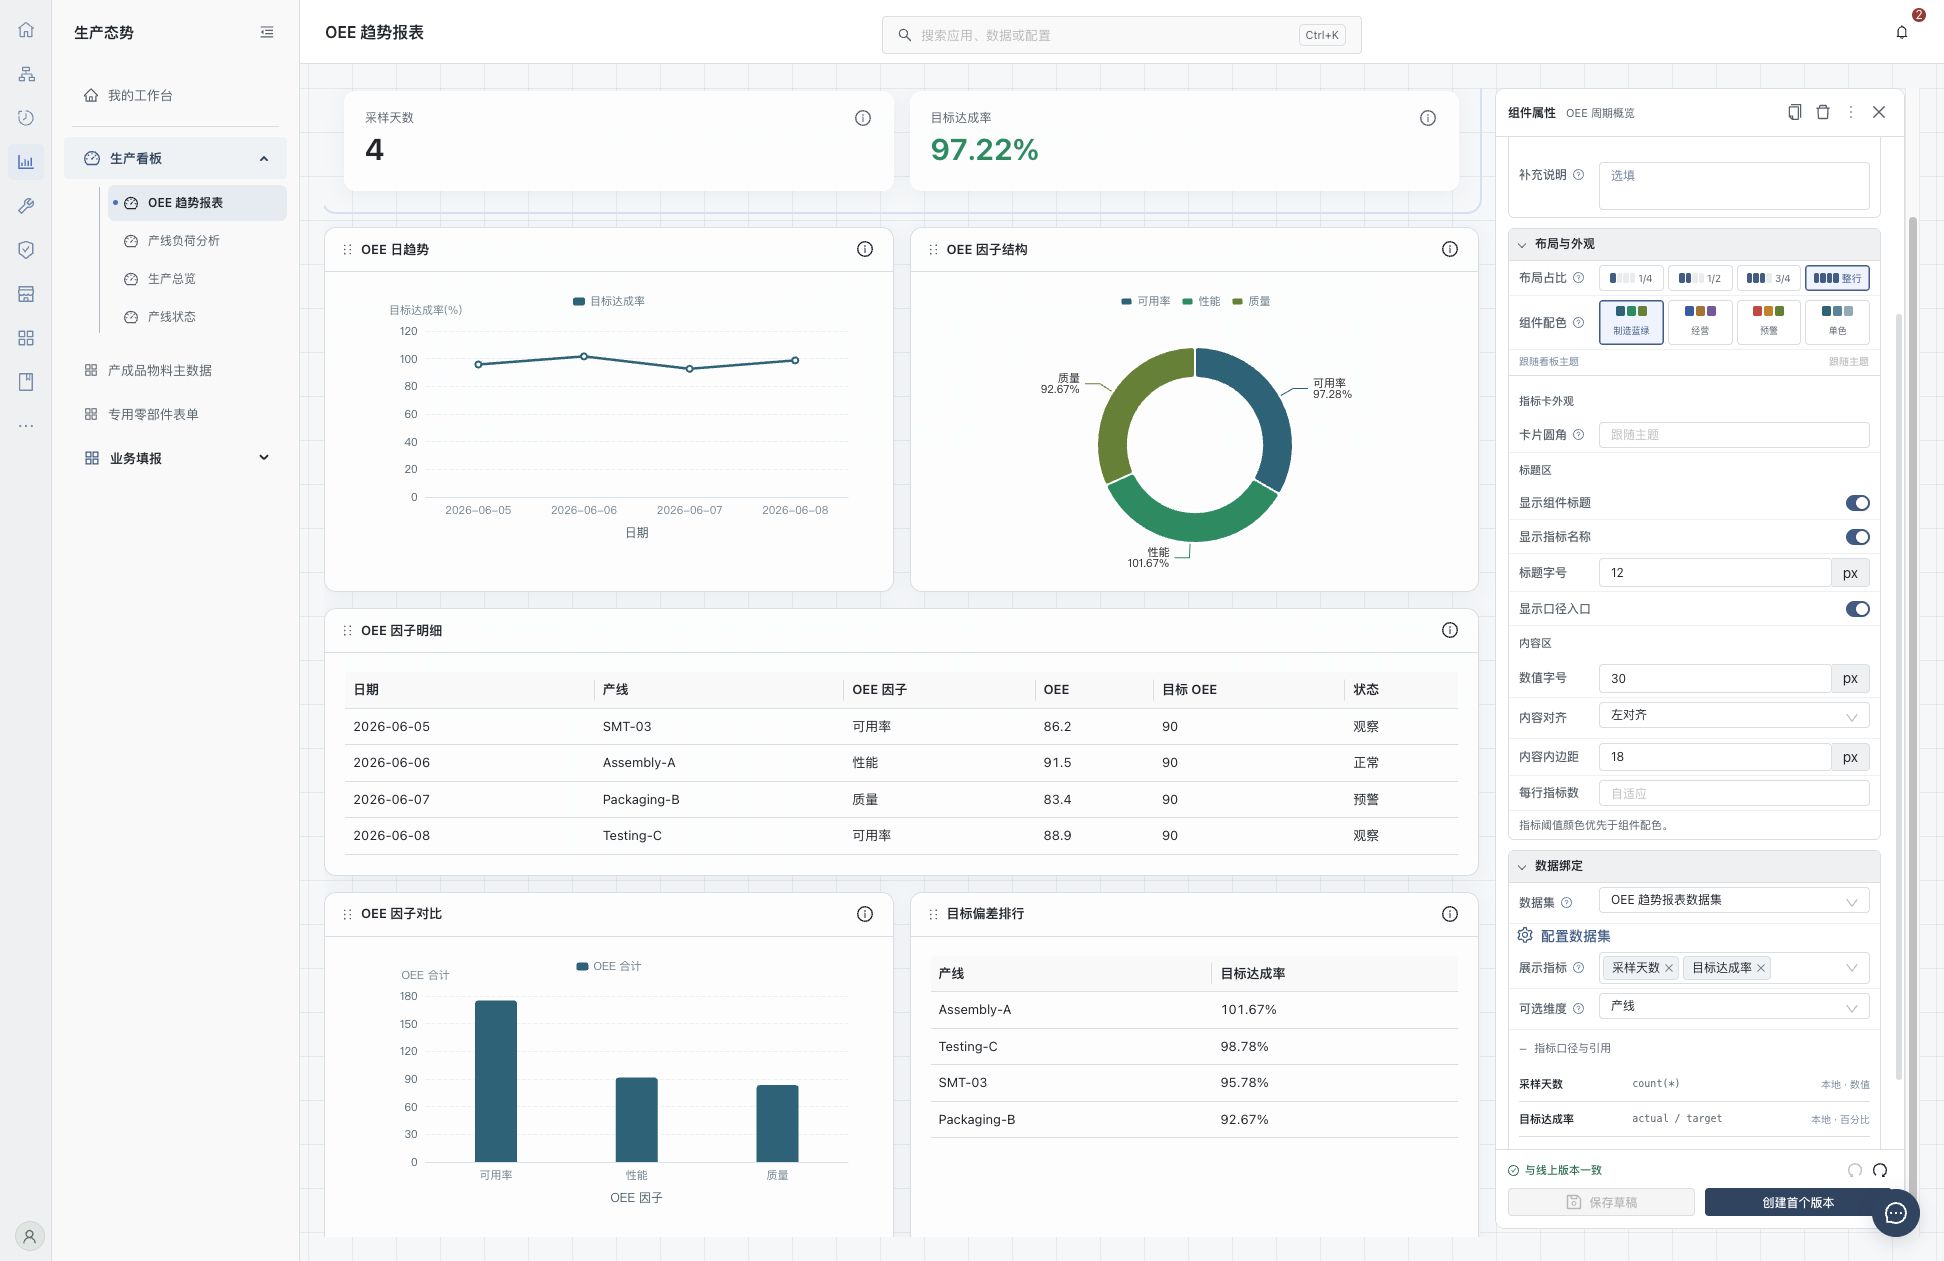 生产态势
我的工作台
生产看板
OEE 趋势报表
产线负荷分析
生产总览
产线状态
产成品物料主数据
专用零部件表单
业务填报
OEE 趋势报表
搜索应用、数据或配置
Ctrl+K
2
采样天数
4
目标达成率
97.22%
OEE 日趋势
目标达成率(%)
目标达成率
120
100
80
60
40
20
0
2026-06-05 2026-06-06 2026-06-07 2026-06-08
日期
OEE 因子结构
可用率 性能 质量
质量
92.67%
可用率
97.28%
性能
101.67%
OEE 因子明细
日期 产线 OEE 因子 OEE 目标 OEE 状态
2026-06-05 SMT-03 可用率 86.2 90 观察
2026-06-06 Assembly-A 性能 91.5 90 正常
2026-06-07 Packaging-B 质量 83.4 90 预警
2026-06-08 Testing-C 可用率 88.9 90 观察
OEE 因子对比
OEE 合计
OEE 合计
180
150
120
90
60
30
0
可用率 性能 质量
OEE 因子
目标偏差排行
产线 目标达成率
Assembly-A 101.67%
Testing-C 98.78%
SMT-03 95.78%
Packaging-B 92.67%
组件属性 OEE 周期概览
补充说明 选填
布局与外观
布局占比 1/4 1/2 3/4 整行
组件配色 制造蓝绿 经营 预警 单色
跟随看板主题 跟随主题
指标卡外观
卡片圆角 跟随主题
标题区
显示组件标题
显示指标名称
标题字号 12 px
显示口径入口
内容区
数值字号 30 px
内容对齐 左对齐
内容内边距 18 px
每行指标数 自适应
指标阈值颜色优先于组件配色。
数据绑定
数据集 OEE 趋势报表数据集
配置数据集
展示指标 采样天数 目标达成率
可选维度 产线
指标口径与引用
采样天数 count(*) 本地 · 数值
目标达成率 actual / target 本地 · 百分比
与线上版本一致
保存草稿 创建首个版本